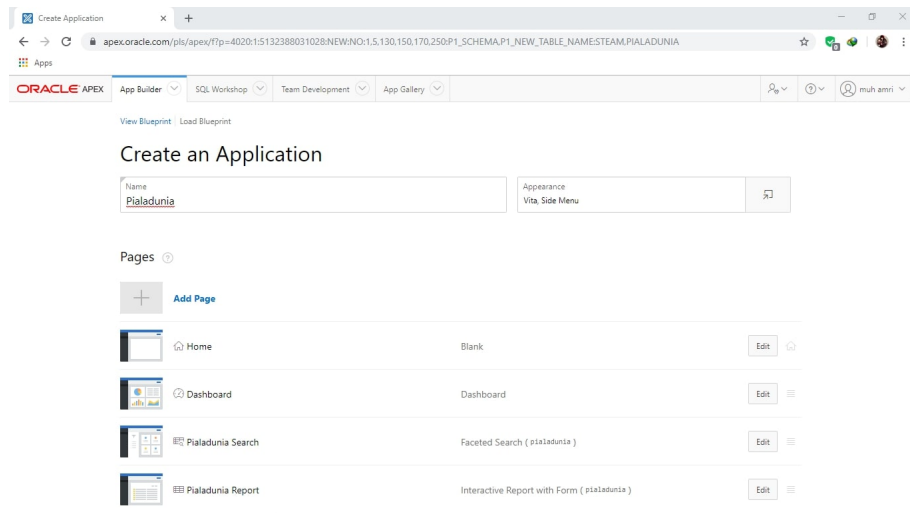 Create Application
apex.oracle.com/pls/apex/f?p=4020:1:5132388031028:NEW:NO:1,5,130,150,170,250:P1_SCHEMA,P1_NEW_TABLE_NAME:STEAM,PIALADUNIA
Apps
ORACLE APEX App Builder SQL Workshop Team Development App Gallery muh amri
View Blueprint Load Blueprint
Create an Application
Name
Pialadunia
Appearance
Vita, Side Menu
Pages
Add Page
Home Blank Edit
Dashboard Dashboard Edit
Pialadunia Search Faceted Search ( pialadunia ) Edit
Pialadunia Report Interactive Report with Form ( pialadunia ) Edit